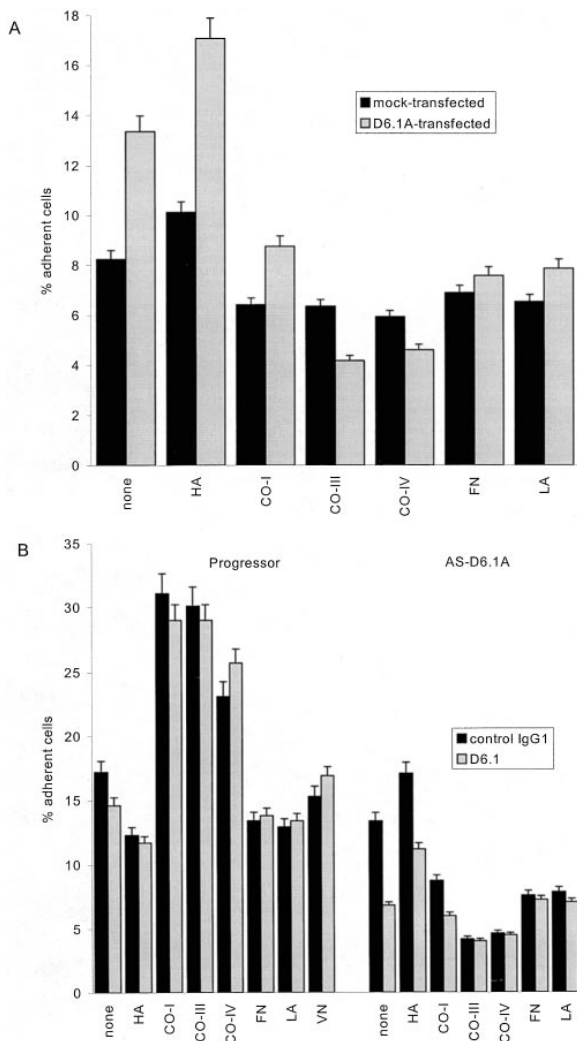 A
18
16
14
12
10
8
6
4
2
0
% adherent cells
mock-transfected
D6.1A-transfected
none
HA
CO-I
CO-III
CO-IV
FN
LA
B
35
30
25
20
15
10
5
0
% adherent cells
Progressor
AS-D6.1A
control IgG1
D6.1
none
HA
CO-I
CO-III
CO-IV
FN
LA
VN
none
HA
CO-I
CO-III
CO-IV
FN
LA